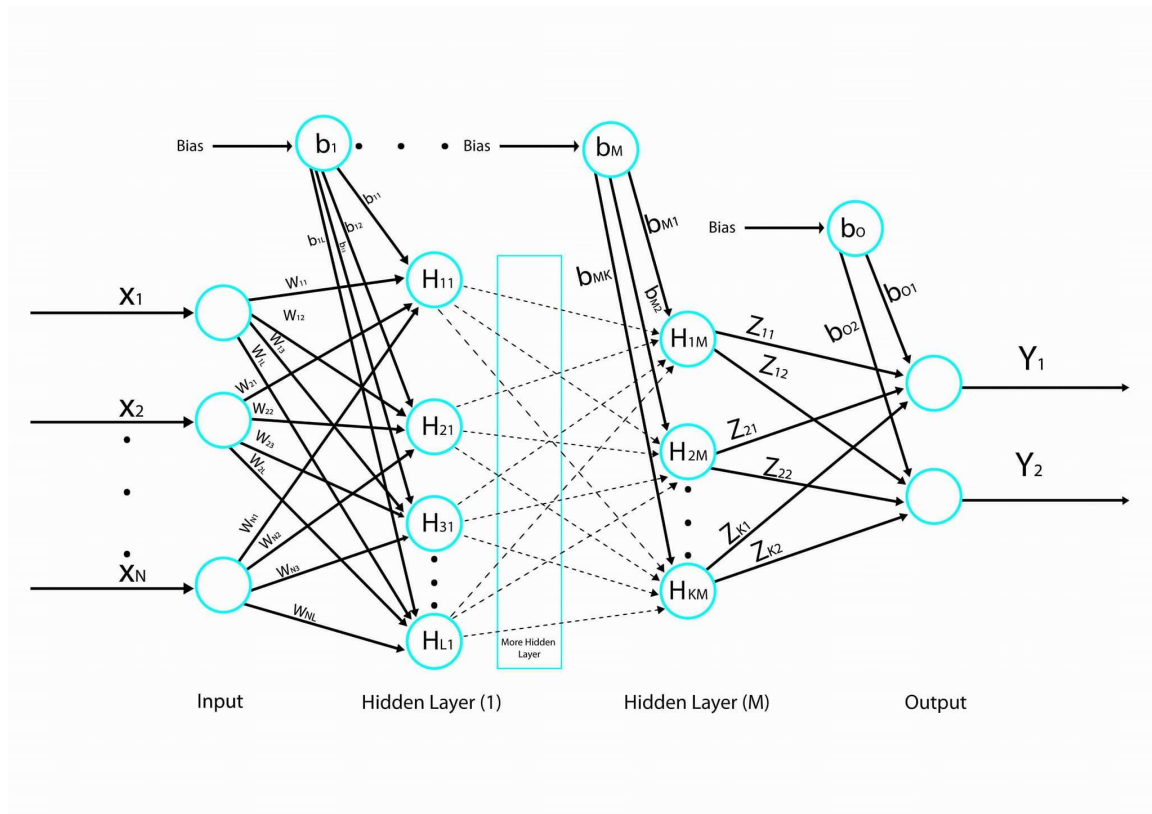 Bias
b1
Bias
bM
Bias
bO
b11
b12
b1L
bM1
bM2
bMK
bO1
bO2
X1
X2
XN
W11
W12
W13
W1L
W21
W22
W23
W2L
WN1
WN2
WN3
WNL
H11
H21
H31
HL1
More Hidden
Layer
H1M
H2M
HKM
Z11
Z12
Z21
Z22
ZK1
ZK2
Y1
Y2
Input
Hidden Layer (1)
Hidden Layer (M)
Output